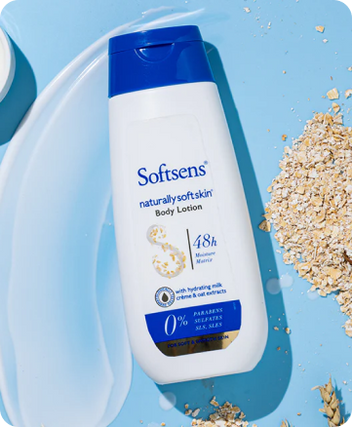 Softsens®
naturally soft skin®
Body Lotion
48h
Moisture
Matrix
with hydrating milk
crème & oat extracts
0%
PARABENS
SULFATES
SLS, SLES